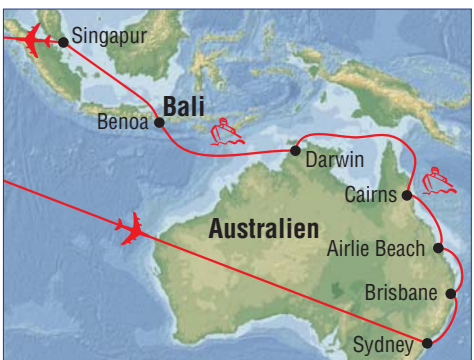 Singapur
Bali
Benoa
Darwin
Cairns
Australien
Airlie Beach
Brisbane
Sydney